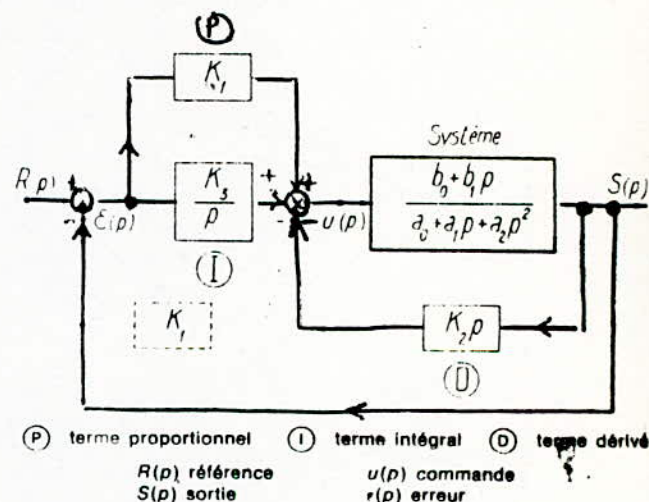 P
K₁
Système
R(p)
+
-
ε(p)
K₃
p
+
+
-
u(p)
b₀ + b₁p
a₀ + a₁p + a₂p²
S(p)
I
K₁
K₂p
D
P terme proportionnel I terme intégral D terme dérivé
R(p) référence u(p) commande
S(p) sortie ε(p) erreur